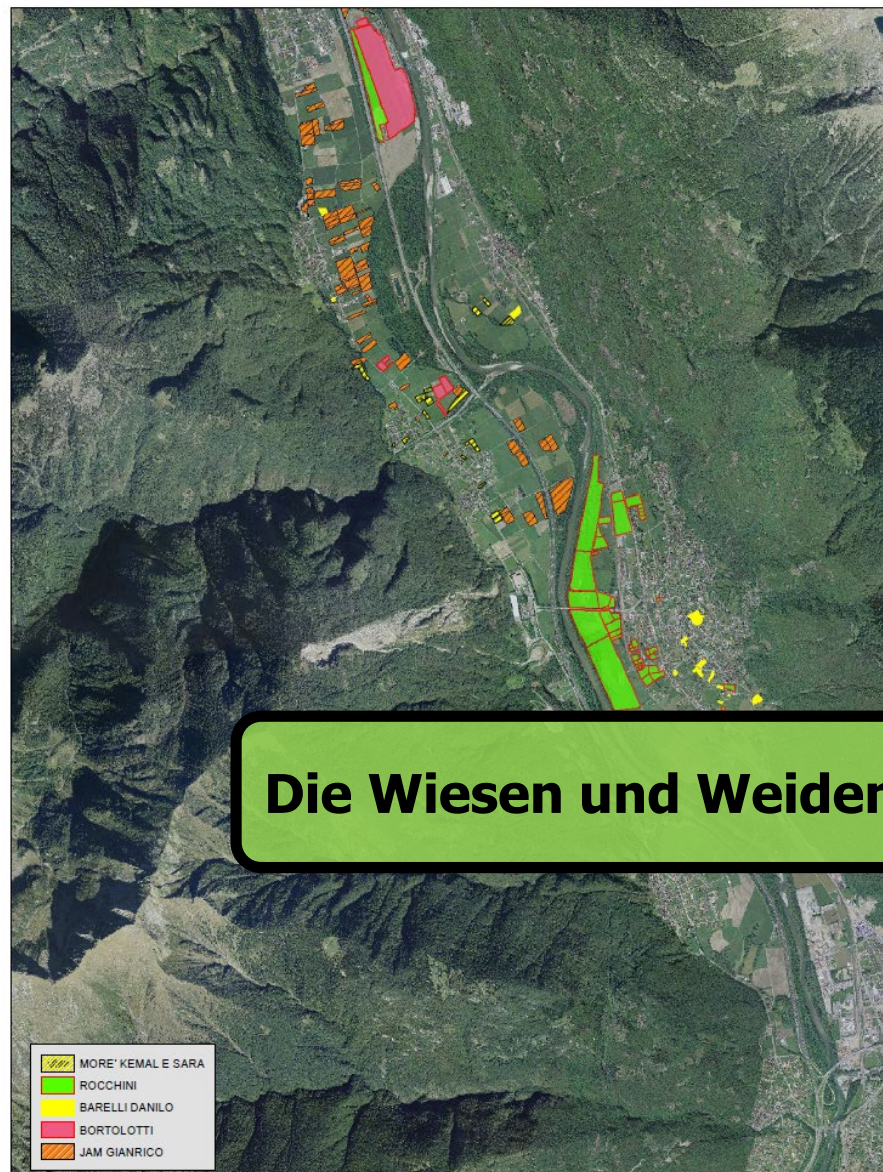 Die Wiesen und Weiden
MORE' KEMAL E SARA
ROCCHINI
BARELLI DANILO
BORTOLOTTI
JAM GIANRICO